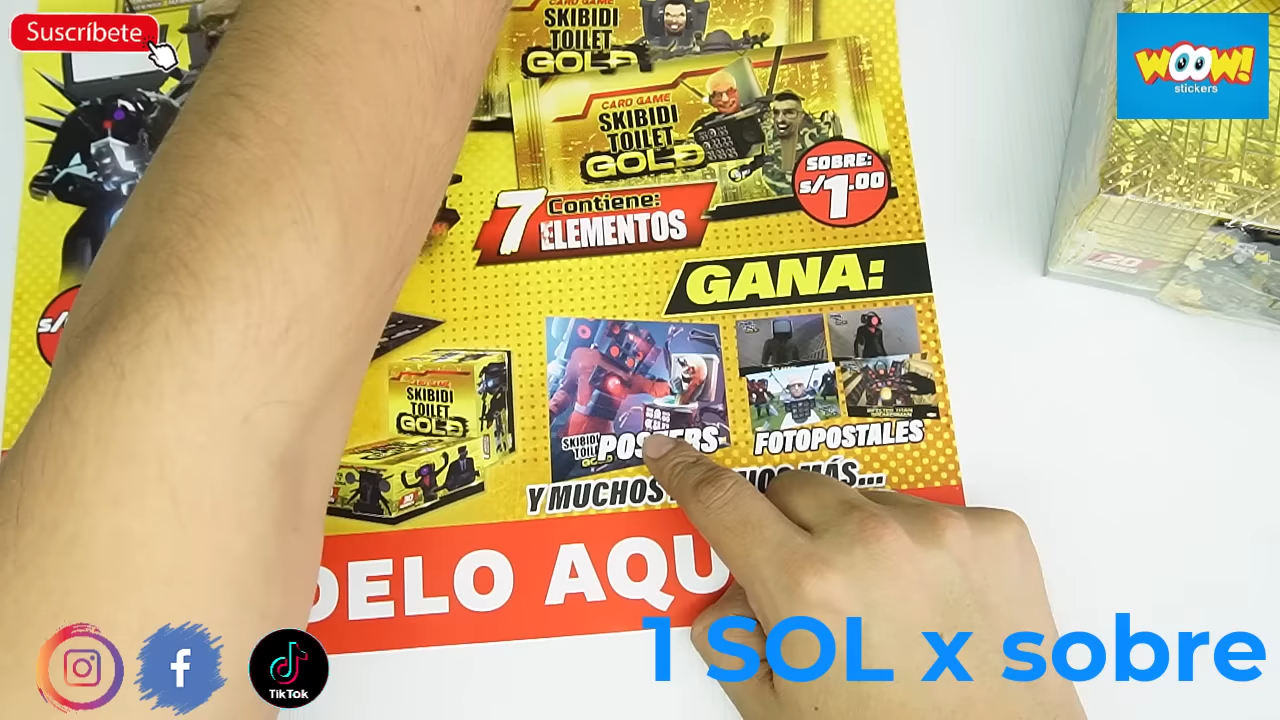 Suscríbete
WOOW!
stickers
SKIBIDI
TOILET
GOLD
CARD GAME
SKIBIDI
TOILET
GOLD
SOBRE:
S/1.00
7 Contiene:
ELEMENTOS
GANA:
CARD GAME
SKIBIDI
TOILET
GOLD
SKIBIDI
POSTERS
FOTOPOSTALES
Y MUCHOS
MÁS...
DELO AQU
1 SOL x sobre
TikTok